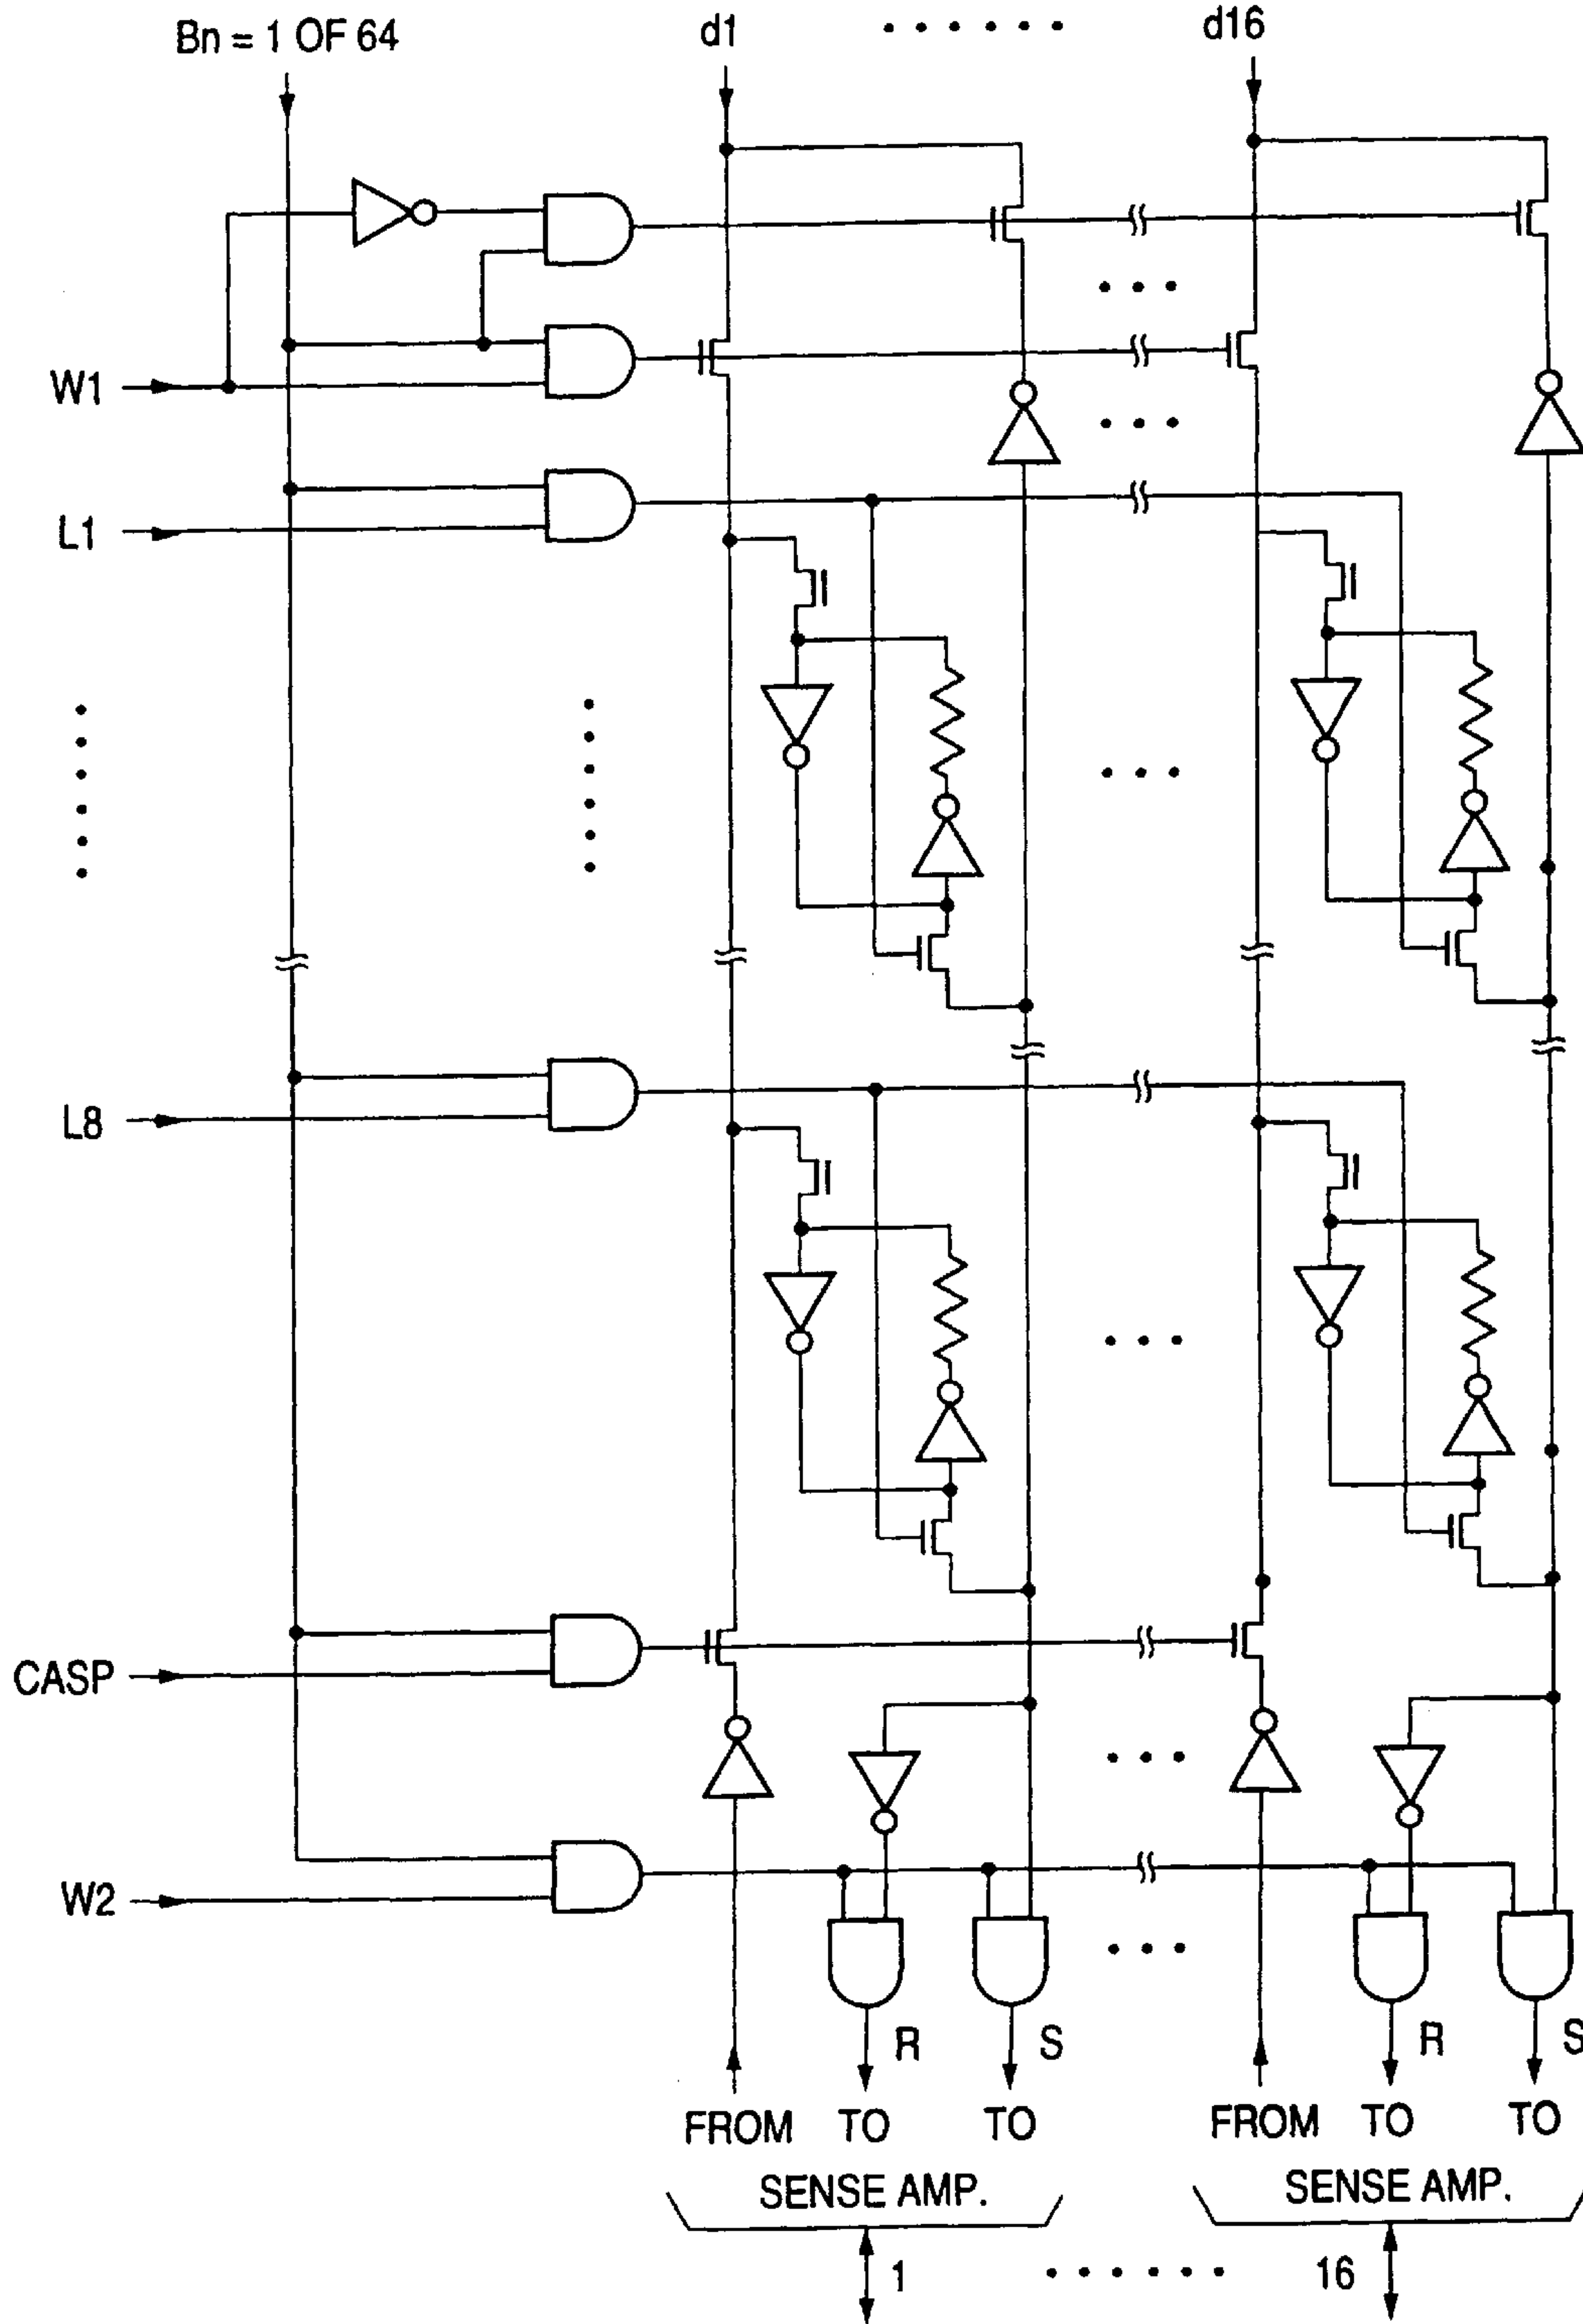 Bn = 1 OF 64 d1 d16
W1
L1
L8
CASP
W2
R S R S
FROM TO TO FROM TO TO
SENSE AMP. SENSE AMP.
1 16